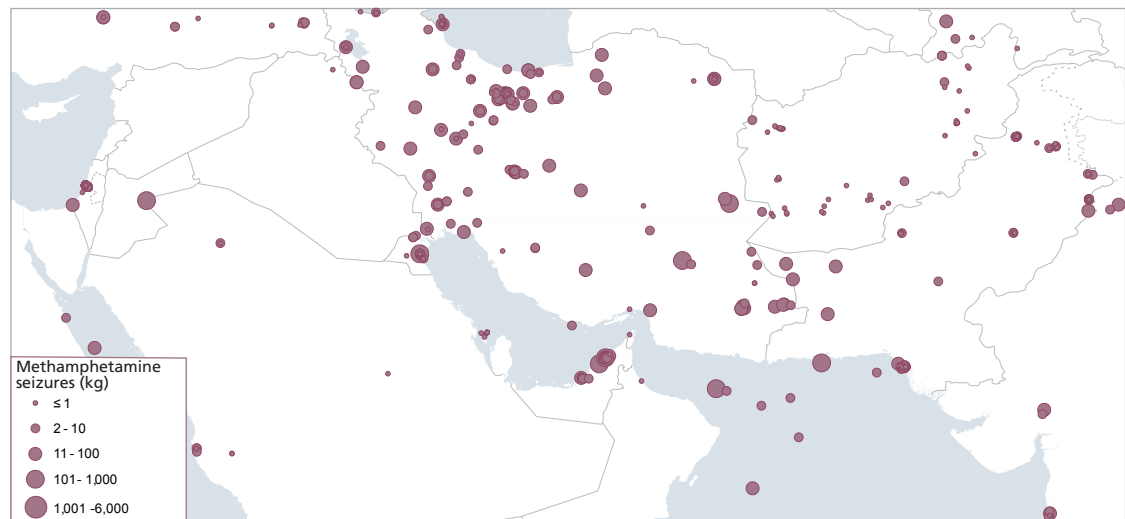 Methamphetamine
seizures (kg)
≤ 1
2 - 10
11 - 100
101- 1,000
1,001 -6,000